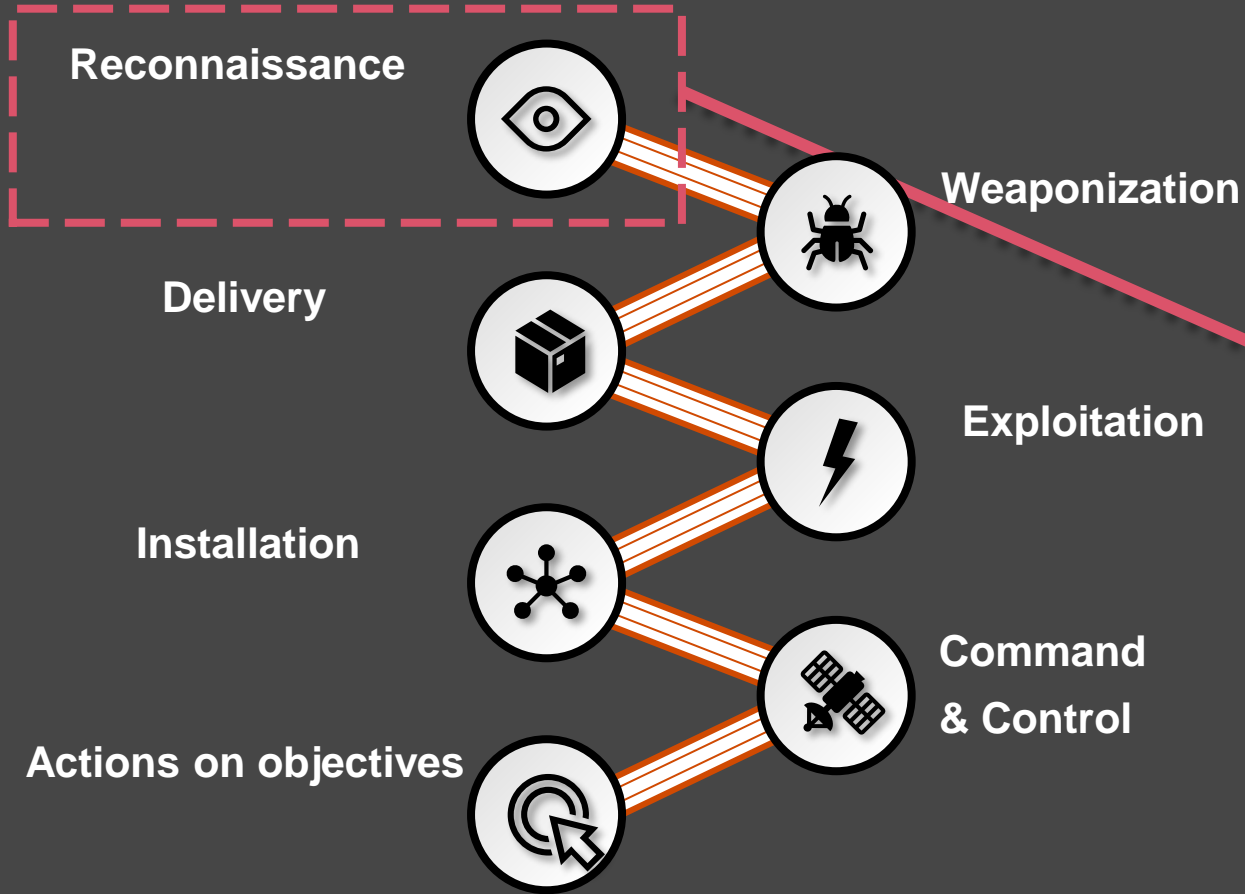 Reconnaissance
Weaponization
Delivery
Exploitation
Installation
Command
& Control
Actions on objectives